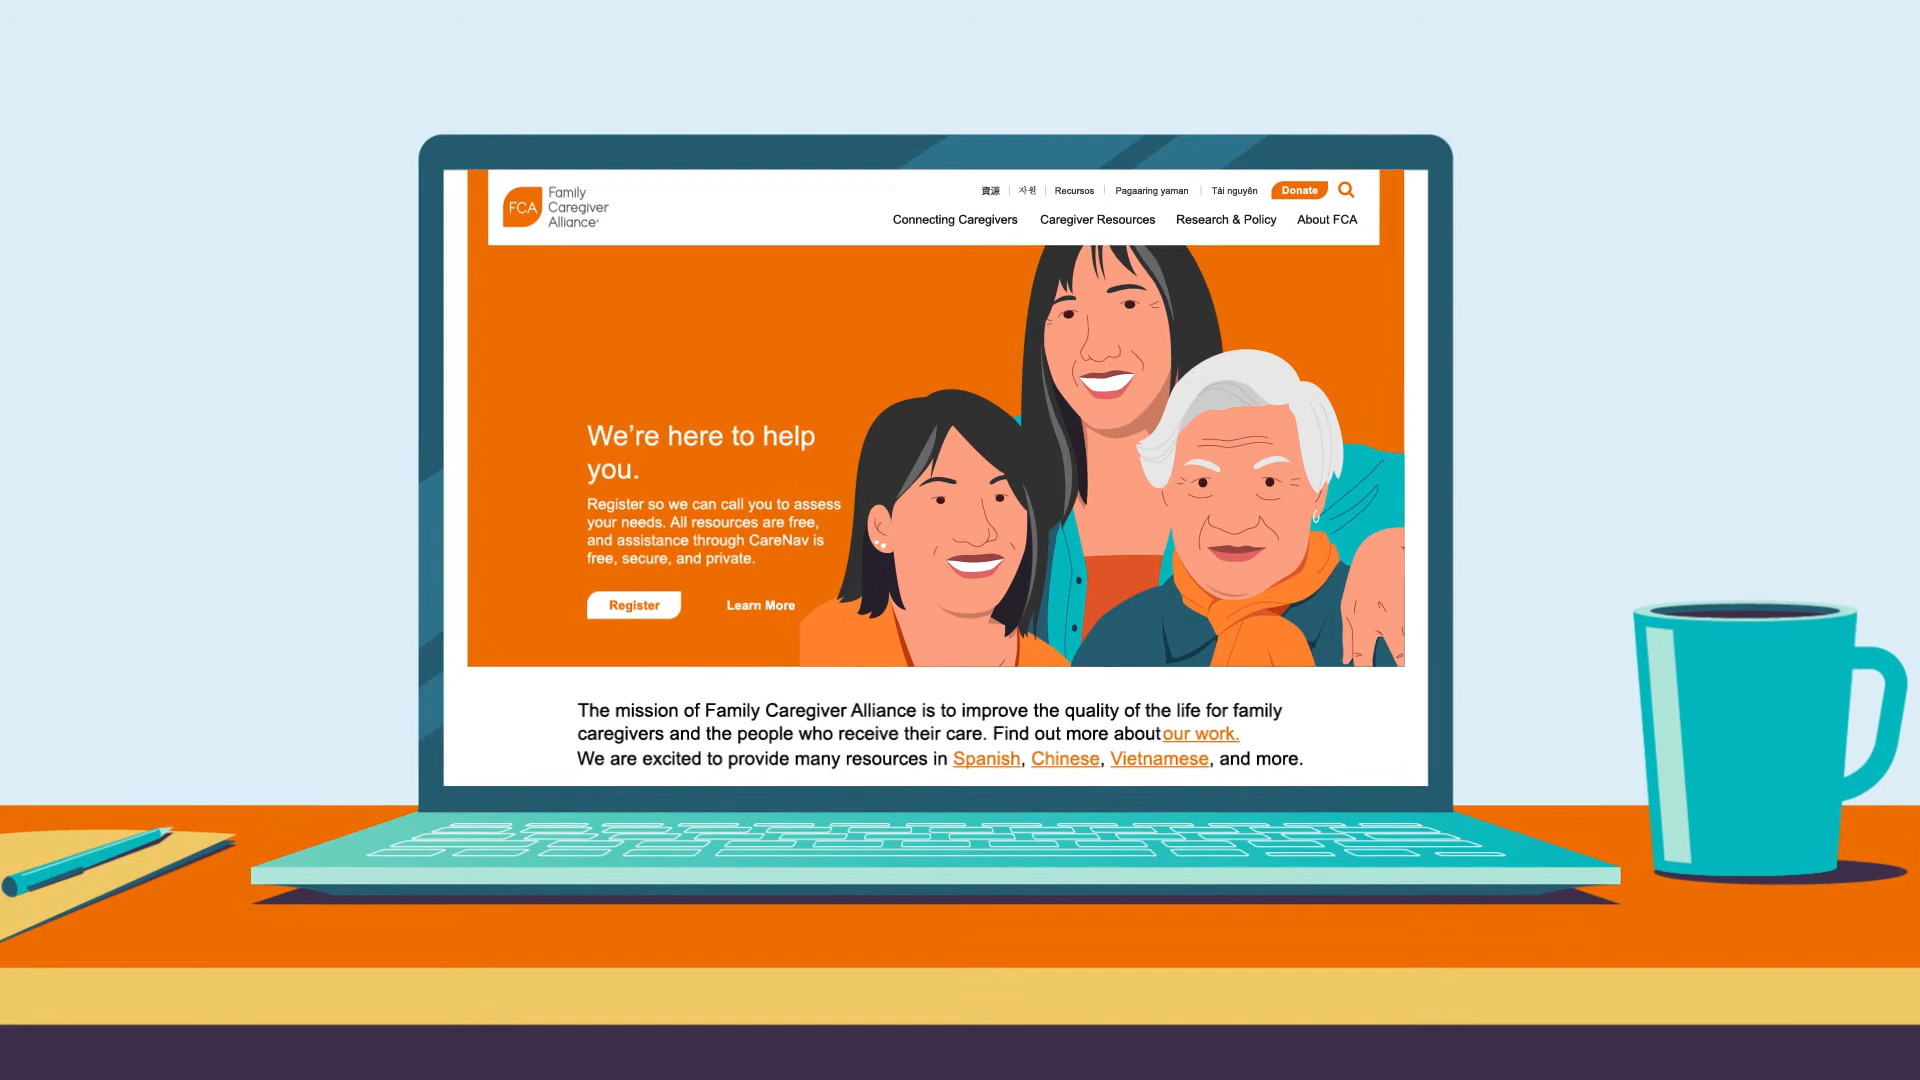 FCA
Family
Caregiver
Alliance®
資源 | 자원 | Recursos | Pagaaring yaman | Tài nguyên
Donate
Connecting Caregivers Caregiver Resources Research & Policy About FCA
We’re here to help
you.
Register so we can call you to assess
your needs. All resources are free,
and assistance through CareNav is
free, secure, and private.
Register Learn More
The mission of Family Caregiver Alliance is to improve the quality of the life for family
caregivers and the people who receive their care. Find out more about our work.
We are excited to provide many resources in Spanish, Chinese, Vietnamese, and more.